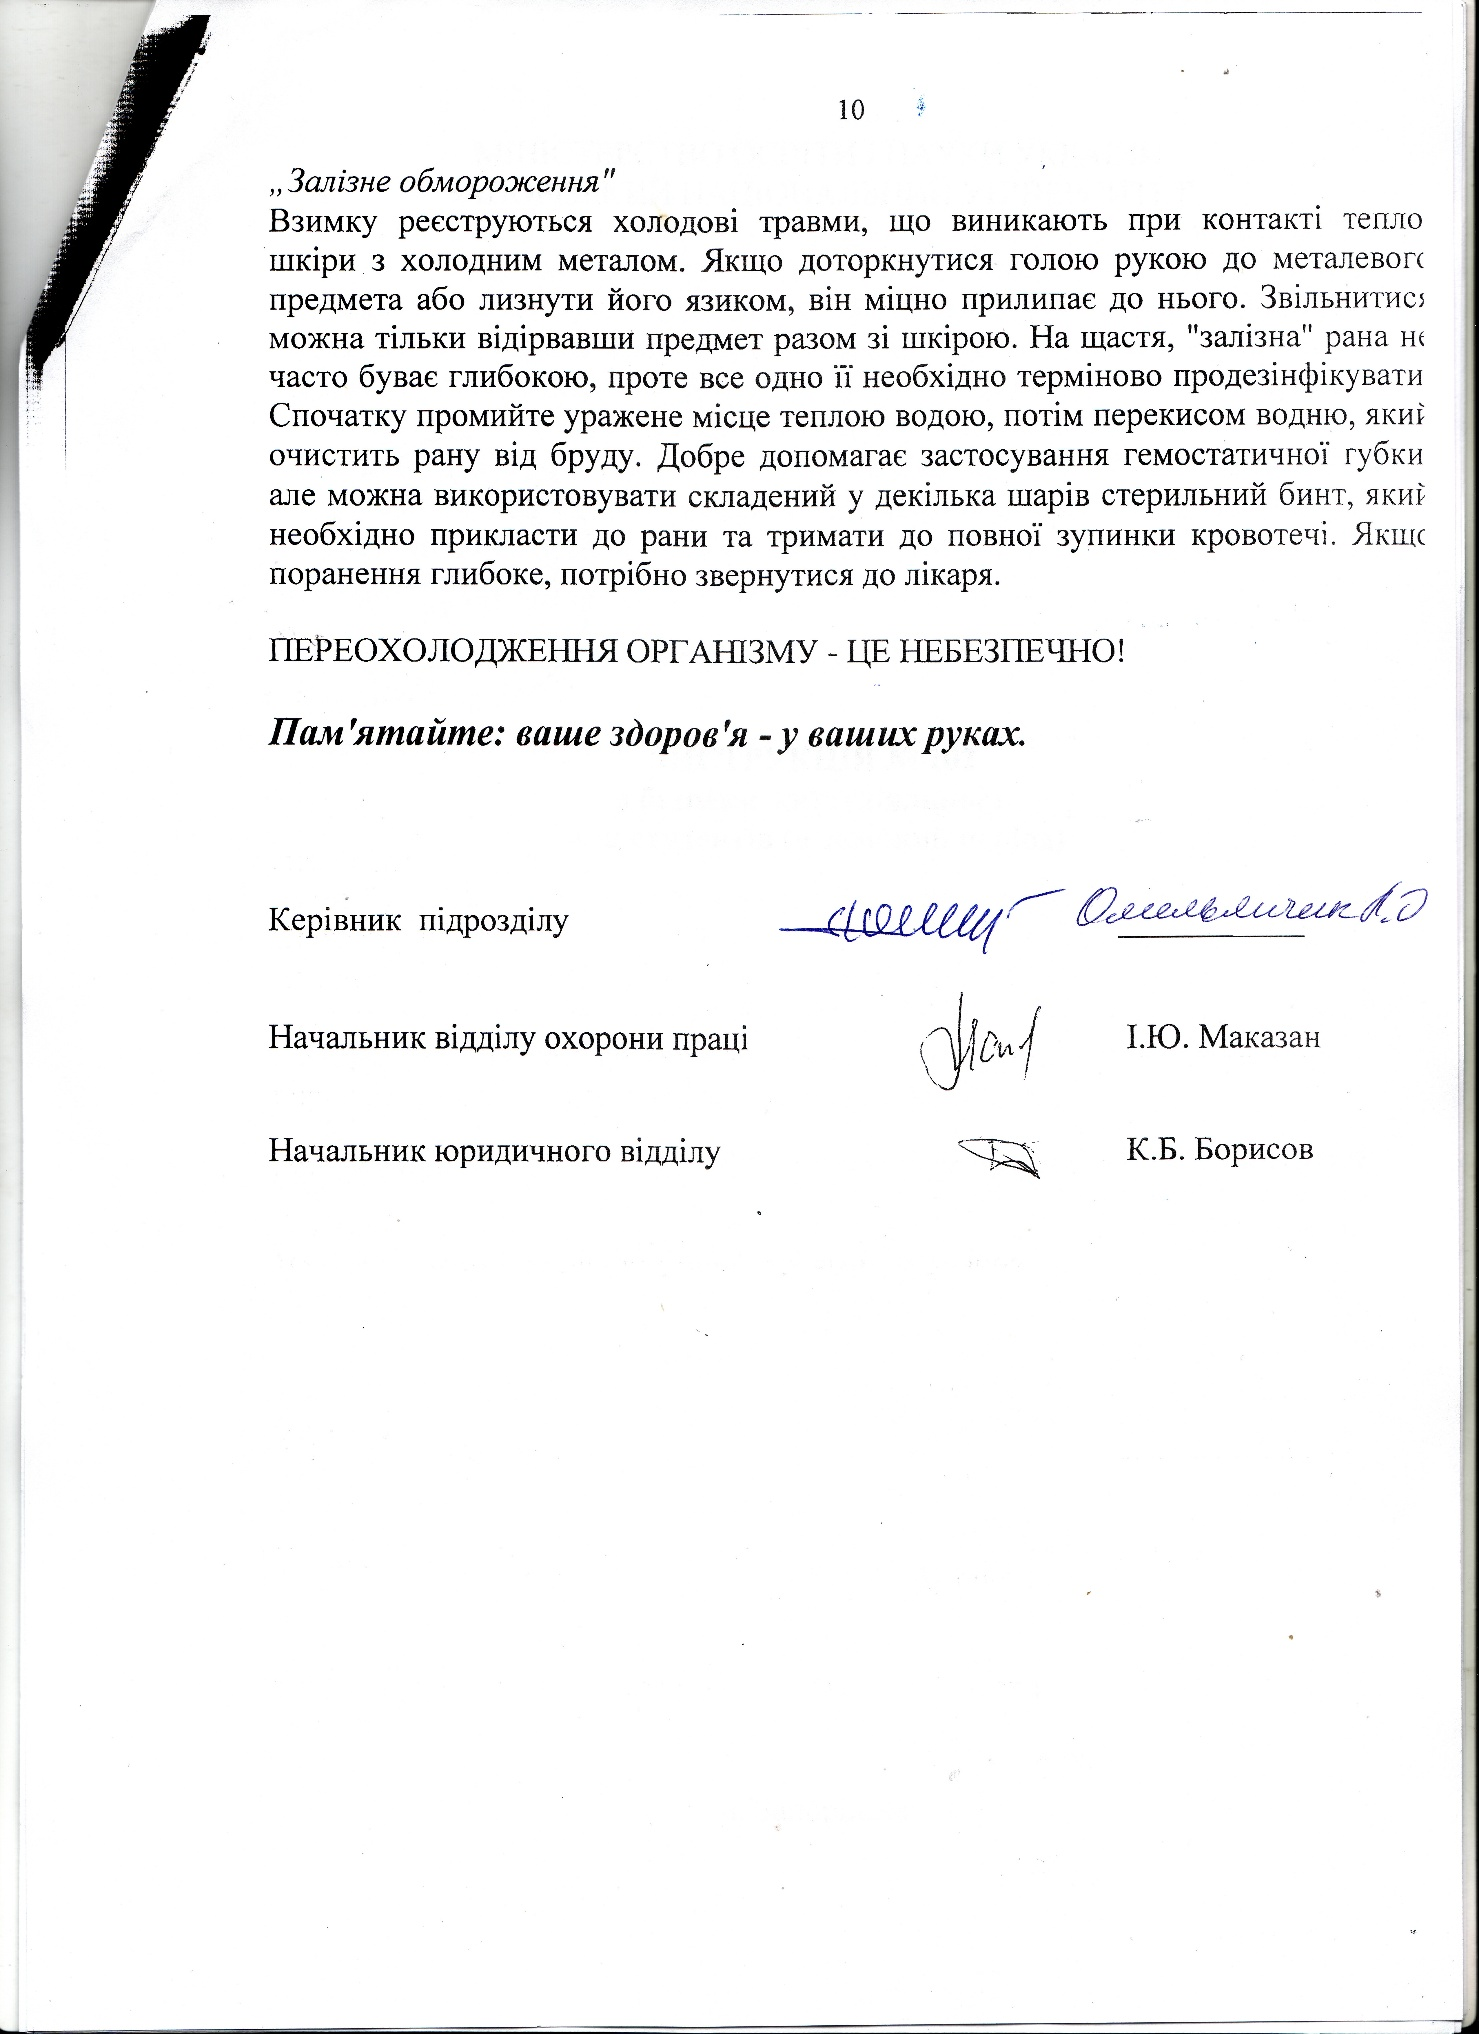 10
„Залізне обмороження"
Взимку реєструються холодові травми, що виникають при контакті тепло
шкіри з холодним металом. Якщо доторкнутися голою рукою до металевого
предмета або лизнути його язиком, він міцно прилипає до нього. Звільнитися
можна тільки відірвавши предмет разом зі шкірою. На щастя, "залізна" рана не
часто буває глибокою, проте все одно її необхідно терміново продезінфікувати
Спочатку промийте уражене місце теплою водою, потім перекисом водню, який
очистить рану від бруду. Добре допомагає застосування гемостатичної губки
але можна використовувати складений у декілька шарів стерильний бинт, який
необхідно прикласти до рани та тримати до повної зупинки кровотечі. Якщо
поранення глибоке, потрібно звернутися до лікаря.
ПЕРЕОХОЛОДЖЕННЯ ОРГАНІЗМУ - ЦЕ НЕБЕЗПЕЧНО!
Пам'ятайте: ваше здоров'я - у ваших руках.
Керівник підрозділу Омельянчик
Начальник відділу охорони праці І.Ю. Маказан
Начальник юридичного відділу К.Б. Борисов